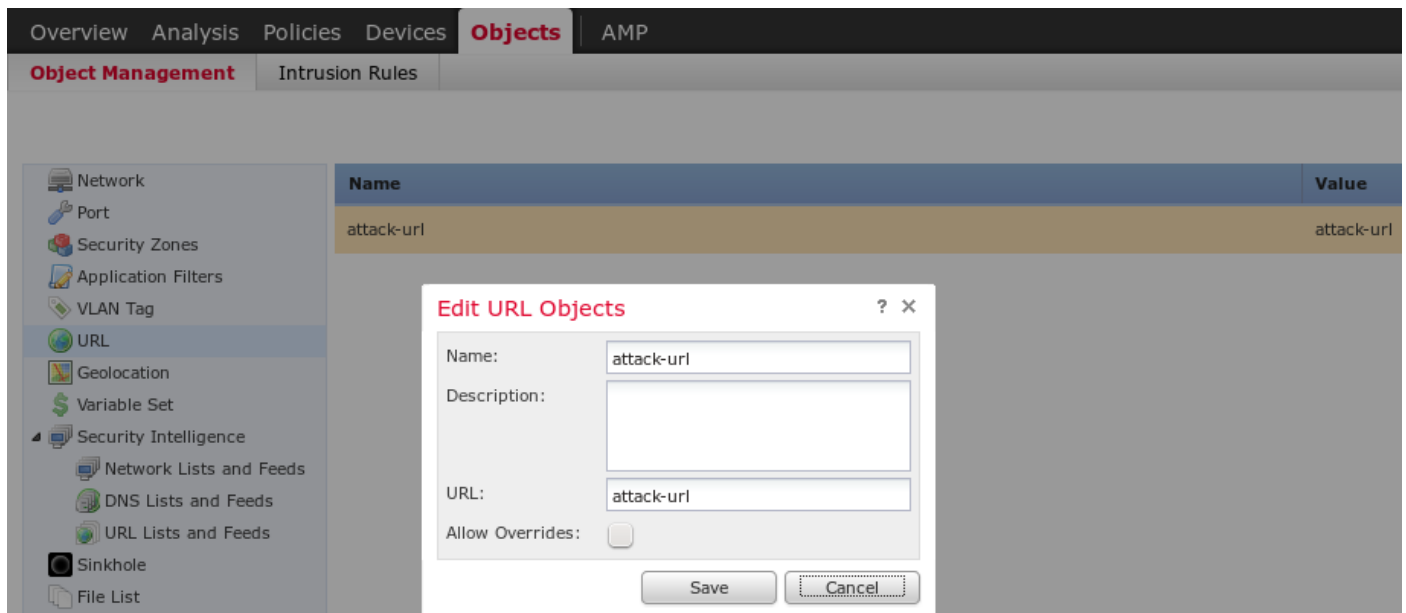 Overview Analysis Policies Devices Objects AMP
Object Management Intrusion Rules
Network
Port
Security Zones
Application Filters
VLAN Tag
URL
Geolocation
Variable Set
Security Intelligence
Network Lists and Feeds
DNS Lists and Feeds
URL Lists and Feeds
Sinkhole
File List
Name Value
attack-url attack-url
Edit URL Objects ? ×
Name: attack-url
Description:
URL: attack-url
Allow Overrides:
Save Cancel